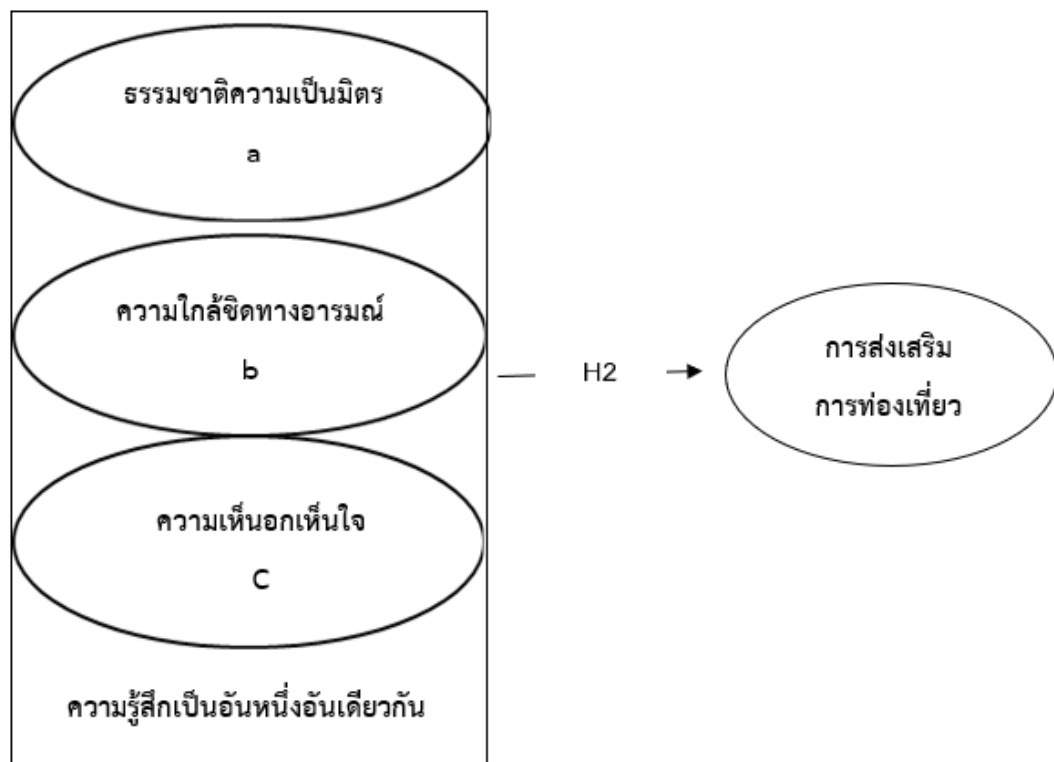 ธรรมชาติความเป็นมิตร
a
ความใกล้ชิดทางอารมณ์
b
ความเห็นอกเห็นใจ
C
ความรู้สึกเป็นอันหนึ่งอันเดียวกัน
H2
การส่งเสริม
การท่องเที่ยว